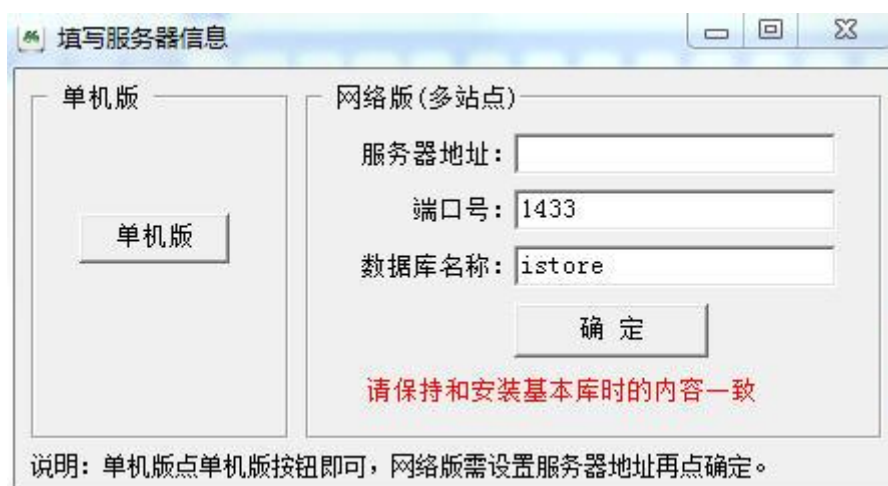 填写服务器信息
单机版
网络版(多站点)
服务器地址:
端口号: 1433
单机版
数据库名称: istore
确 定
请保持和安装基本库时的内容一致
说明: 单机版点单机版按钮即可,网络版需设置服务器地址再点确定。